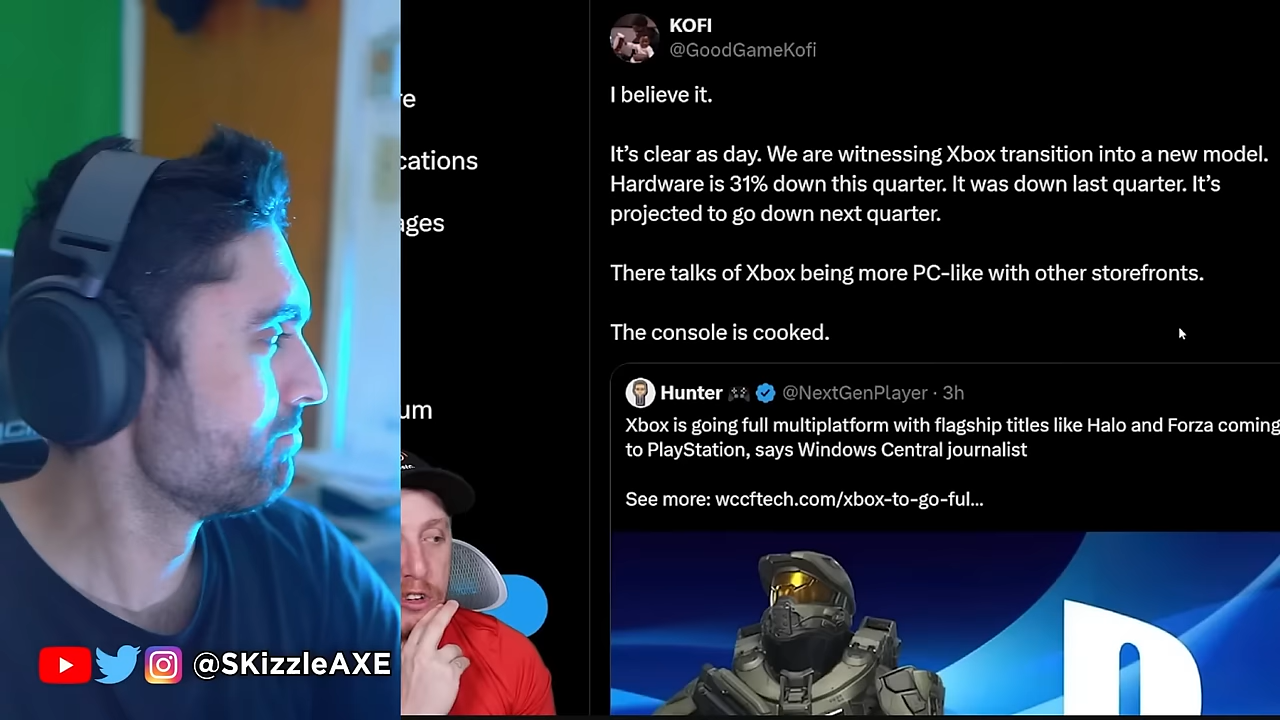 KOFI
@GoodGameKofi
I believe it.
It's clear as day. We are witnessing Xbox transition into a new model.
Hardware is 31% down this quarter. It was down last quarter. It's
projected to go down next quarter.
There talks of Xbox being more PC-like with other storefronts.
The console is cooked.
Hunter 🎮 @NextGenPlayer · 3h
Xbox is going full multiplatform with flagship titles like Halo and Forza coming
to PlayStation, says Windows Central journalist
See more: wccftech.com/xbox-to-go-ful...
re
cations
ages
um
@SKizzleAXE